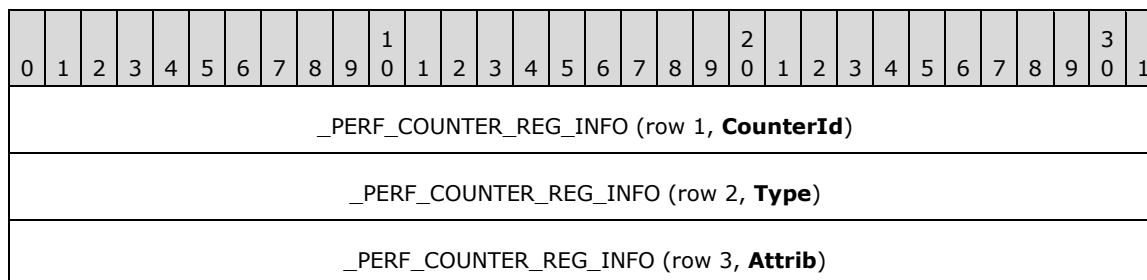 1 2 3
0 1 2 3 4 5 6 7 8 9 0 1 2 3 4 5 6 7 8 9 0 1 2 3 4 5 6 7 8 9 0 1
_PERF_COUNTER_REG_INFO (row 1, CounterId)
_PERF_COUNTER_REG_INFO (row 2, Type)
_PERF_COUNTER_REG_INFO (row 3, Attrib)